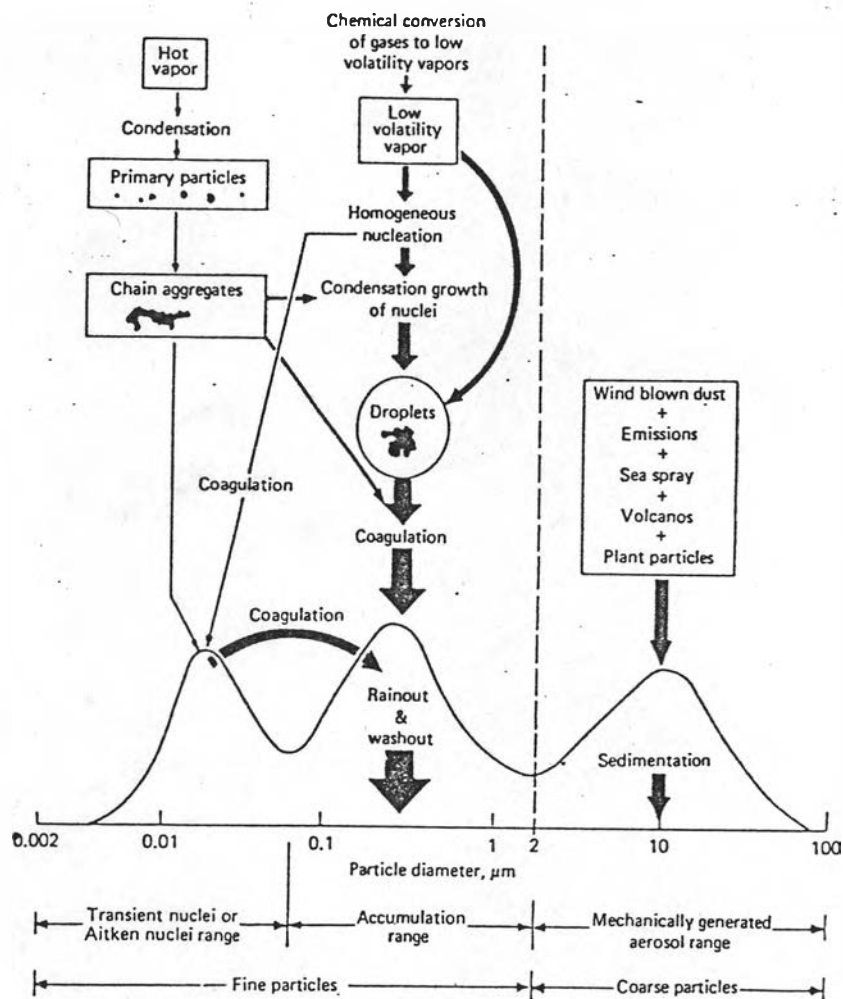 Chemical conversion
of gases to low
volatility vapors
Hot
vapor
Condensation
Primary particles
Chain aggregates
Low
volatility
vapor
Homogeneous
nucleation
Condensation growth
of nuclei
Droplets
Coagulation
Coagulation
Coagulation
Rainout
&
washout
Wind blown dust
+
Emissions
+
Sea spray
+
Volcanos
+
Plant particles
Sedimentation
0.002 0.01 0.1 1 2 10 100
Particle diameter, μm
Transient nuclei or
Aitken nuclei range
Accumulation
range
Mechanically generated
aerosol range
Fine particles
Coarse particles